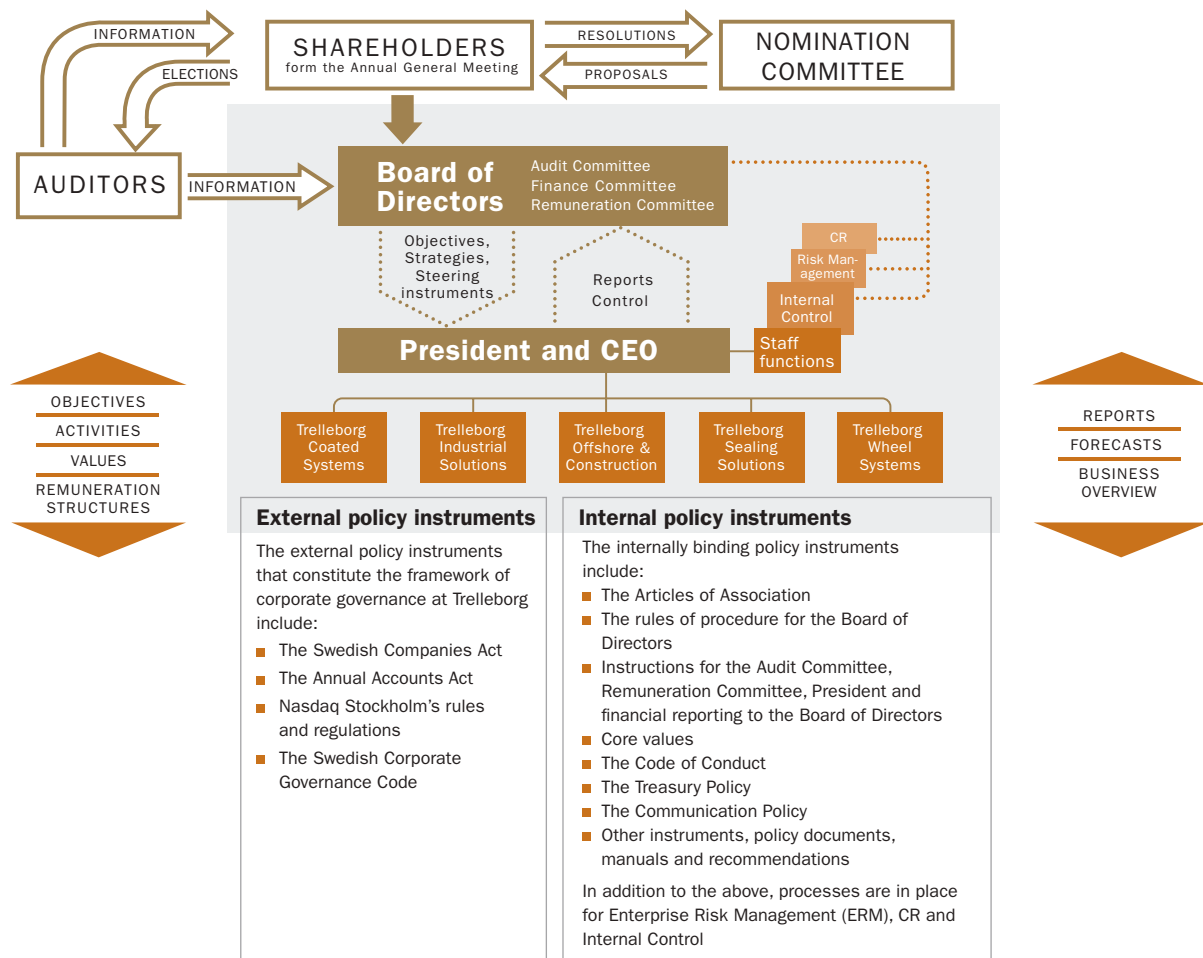 INFORMATION
SHAREHOLDERS
form the Annual General Meeting
RESOLUTIONS
NOMINATION
COMMITTEE
ELECTIONS
PROPOSALS
AUDITORS
INFORMATION
Board of
Directors
Audit Committee
Finance Committee
Remuneration Committee
Objectives,
Strategies,
Steering
instruments
Reports
Control
CR
Risk Man-
agement
Internal
Control
President and CEO
Staff
functions
OBJECTIVES
ACTIVITIES
VALUES
REMUNERATION
STRUCTURES
Trelleborg
Coated
Systems
Trelleborg
Industrial
Solutions
Trelleborg
Offshore &
Construction
Trelleborg
Sealing
Solutions
Trelleborg
Wheel
Systems
REPORTS
FORECASTS
BUSINESS
OVERVIEW
External policy instruments
The external policy instruments
that constitute the framework of
corporate governance at Trelleborg
include:
The Swedish Companies Act
The Annual Accounts Act
Nasdaq Stockholm’s rules
and regulations
The Swedish Corporate
Governance Code
Internal policy instruments
The internally binding policy instruments
include:
The Articles of Association
The rules of procedure for the Board of
Directors
Instructions for the Audit Committee,
Remuneration Committee, President and
financial reporting to the Board of Directors
Core values
The Code of Conduct
The Treasury Policy
The Communication Policy
Other instruments, policy documents,
manuals and recommendations
In addition to the above, processes are in place
for Enterprise Risk Management (ERM), CR and
Internal Control